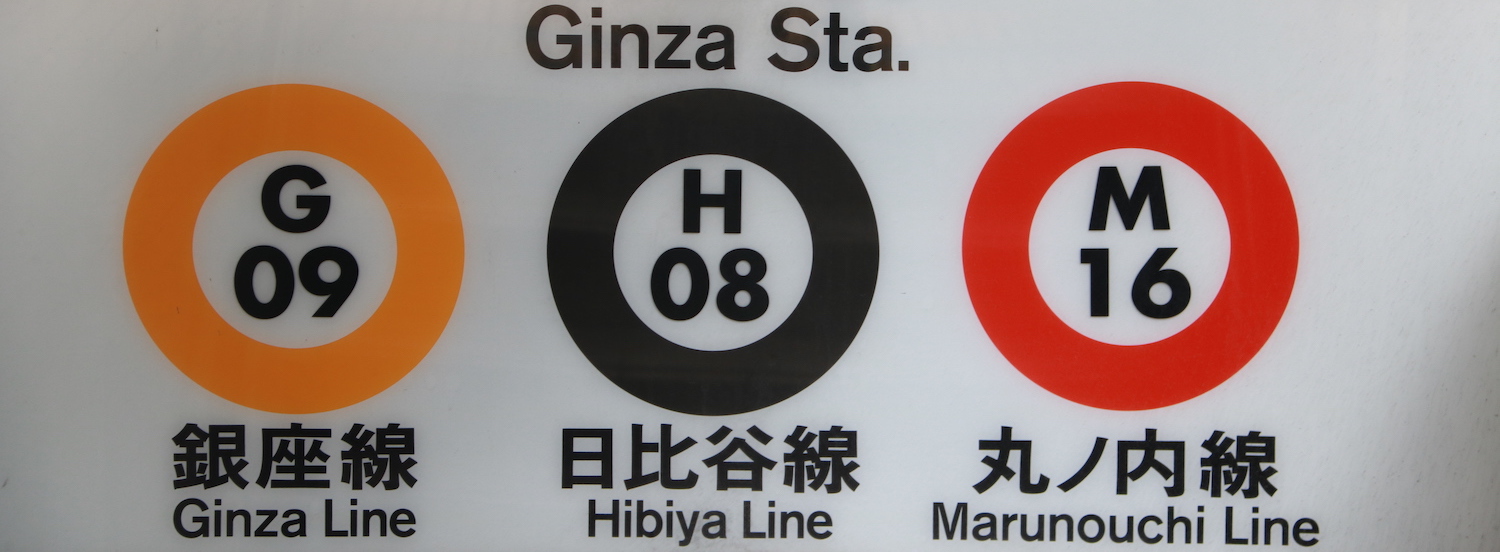 Ginza Sta.
G
09
銀座線
Ginza Line
H
08
日比谷線
Hibiya Line
M
16
丸ノ内線
Marunouchi Line